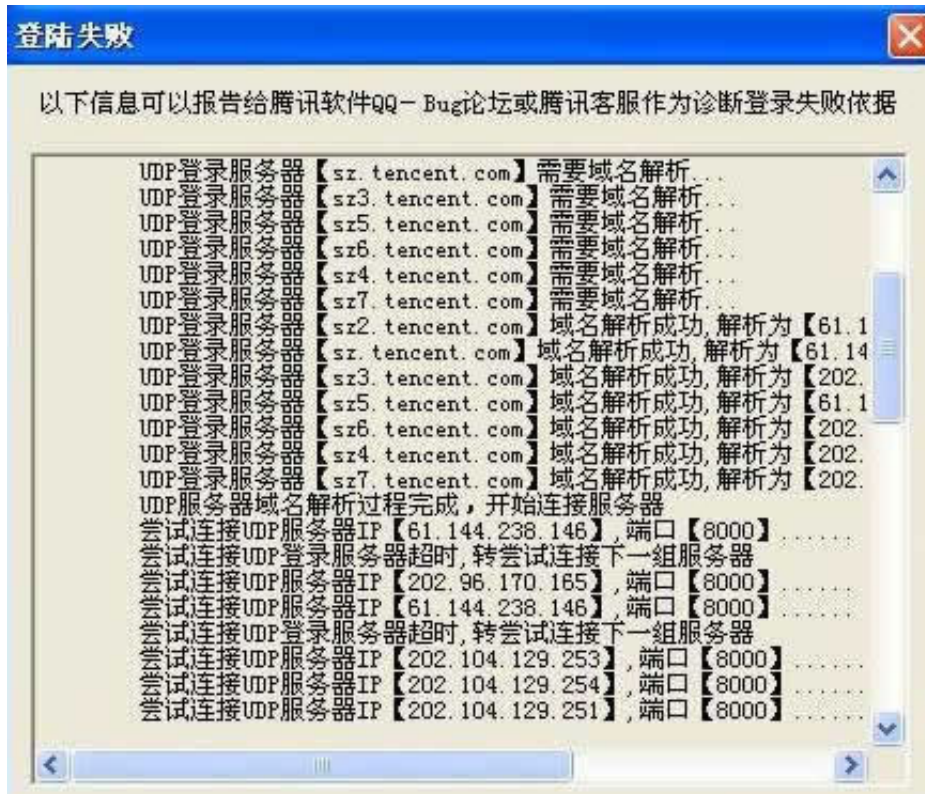 登陆失败
以下信息可以报告给腾讯软件QQ－Bug论坛或腾讯客服作为诊断登录失败依据
UDP登录服务器【sz.tencent.com】需要域名解析...
UDP登录服务器【sz3.tencent.com】需要域名解析...
UDP登录服务器【sz5.tencent.com】需要域名解析...
UDP登录服务器【sz6.tencent.com】需要域名解析...
UDP登录服务器【sz4.tencent.com】需要域名解析...
UDP登录服务器【sz7.tencent.com】需要域名解析...
UDP登录服务器【sz2.tencent.com】域名解析成功,解析为【61.1
UDP登录服务器【sz.tencent.com】域名解析成功,解析为【61.14
UDP登录服务器【sz3.tencent.com】域名解析成功,解析为【202.
UDP登录服务器【sz5.tencent.com】域名解析成功,解析为【61.1
UDP登录服务器【sz6.tencent.com】域名解析成功,解析为【202.
UDP登录服务器【sz4.tencent.com】域名解析成功,解析为【202.
UDP登录服务器【sz7.tencent.com】域名解析成功,解析为【202.
UDP服务器域名解析过程完成，开始连接服务器
尝试连接UDP服务器IP【61.144.238.146】,端口【8000】......
尝试连接UDP登录服务器超时,转尝试连接下一组服务器
尝试连接UDP服务器IP【202.96.170.165】,端口【8000】......
尝试连接UDP服务器IP【61.144.238.146】,端口【8000】......
尝试连接UDP登录服务器超时,转尝试连接下一组服务器
尝试连接UDP服务器IP【202.104.129.253】,端口【8000】......
尝试连接UDP服务器IP【202.104.129.254】,端口【8000】......
尝试连接UDP服务器IP【202.104.129.251】,端口【8000】......